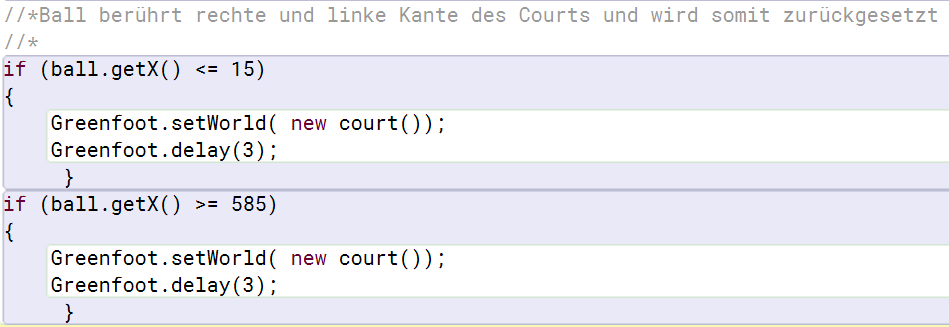 //*Ball berührt rechte und linke Kante des Courts und wird somit zurückgesetzt
//*
if (ball.getX() <= 15)
{
    Greenfoot.setWorld( new court());
    Greenfoot.delay(3);
     }
if (ball.getX() >= 585)
{
    Greenfoot.setWorld( new court());
    Greenfoot.delay(3);
     }